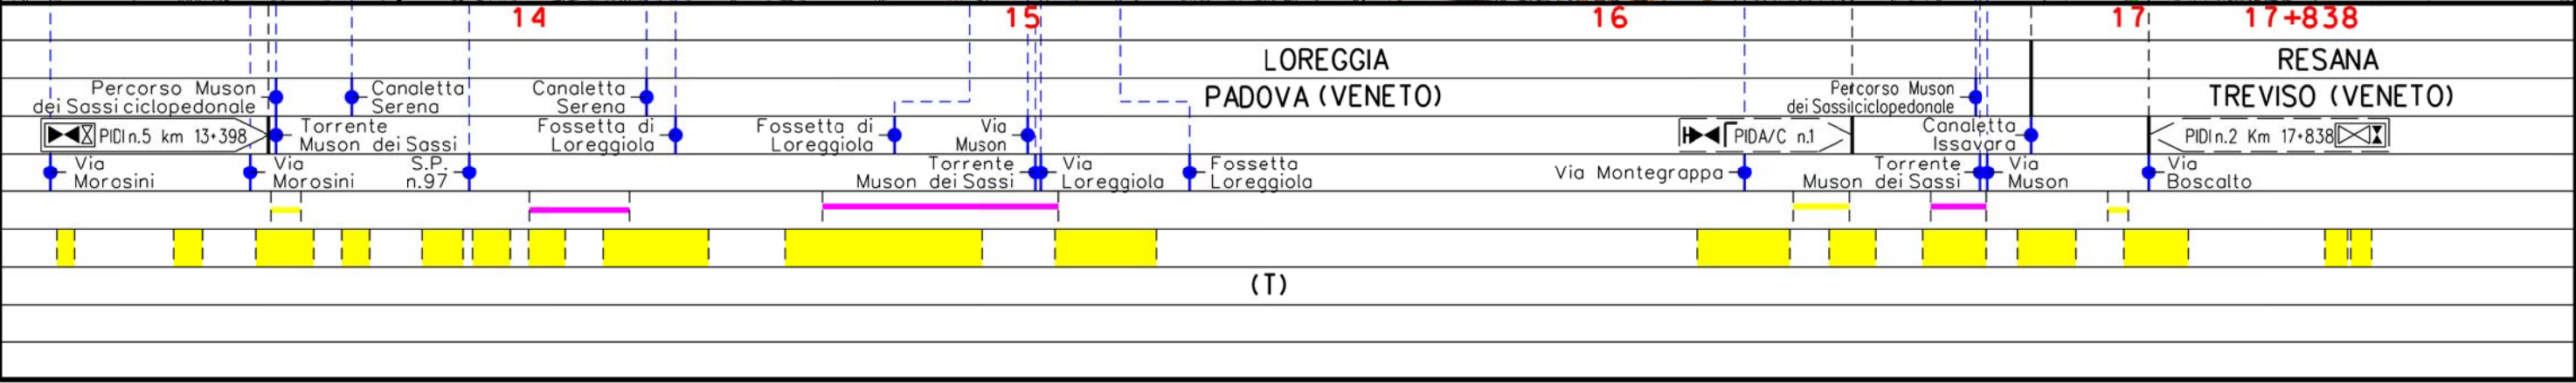 14 15 16 17 17+838
LOREGGIA RESANA
PADOVA (VENETO) TREVISO (VENETO)
Percorso Muson
dei Sassi ciclopedonale
Canaletta
Serena
Canaletta
Serena
Percorso Muson
dei Sassilciclopedonale
PIDI n.5 km 13+398
Torrente
Muson dei Sassi
Fossetta di
Loreggiola
Fossetta di
Loreggiola
Via
Muson
PIDA/C n.1
Canaletta
Issavara
PIDI n.2 Km 17+838
Via
Morosini
Via
Morosini
S.P.
n.97
Torrente
Muson dei Sassi
Via
Loreggiola
Fossetta
Loreggiola
Via Montegrappa
Torrente
Muson dei Sassi
Via
Muson
Via
Boscalto
(T)